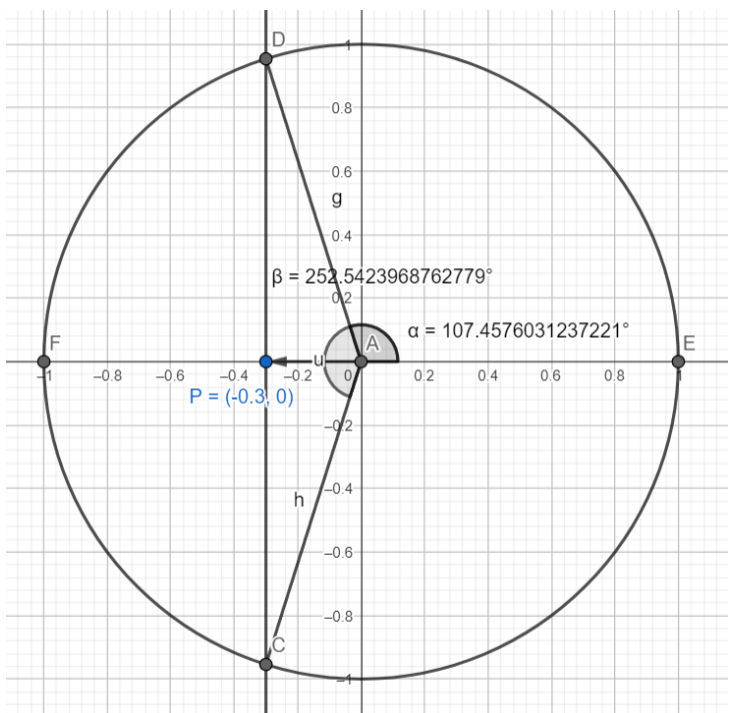 D
1
0.8
0.6
g
0.4
β = 252.5423968762779°
0.2
α = 107.4576031237221°
F
A
E
u
–1
–0.8
–0.6
–0.4
–0.2
0
0.2
0.4
0.6
0.8
1
P = (-0.3, 0)
–0.2
–0.4
h
–0.6
–0.8
C
–1